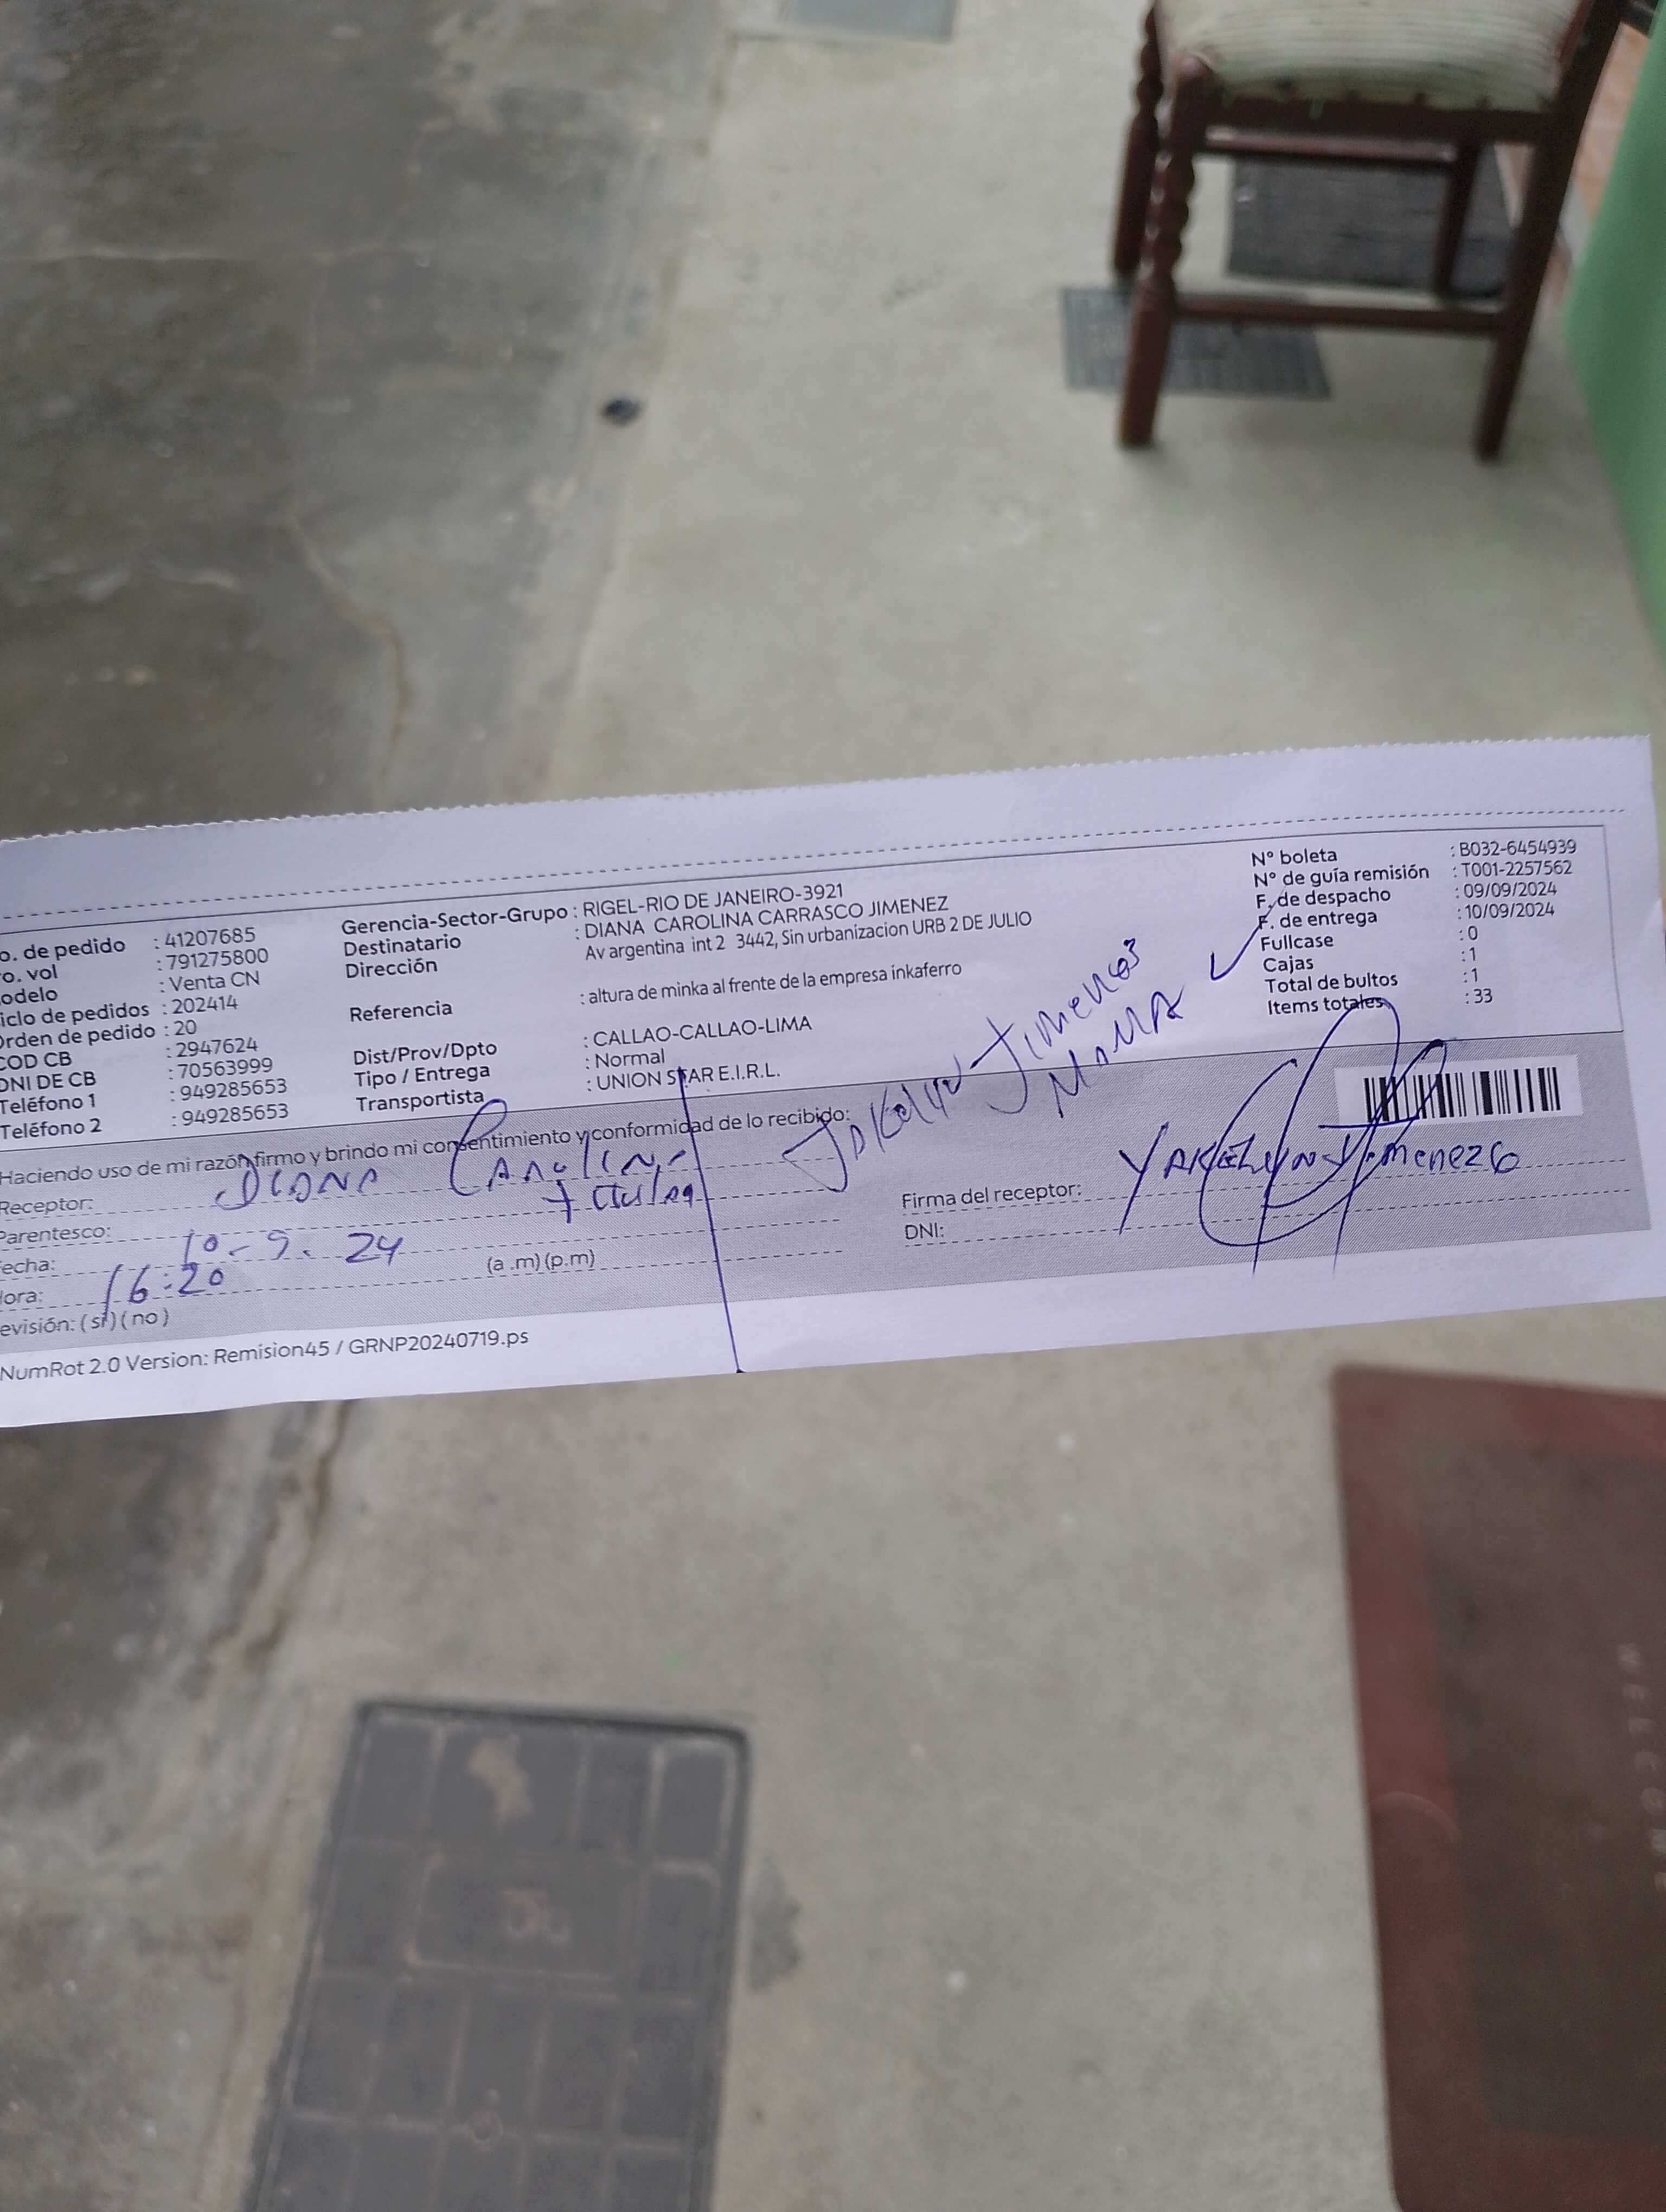 o. de pedido : 41207685
ro. vol : 791275800
odelo : Venta CN
iclo de pedidos : 202414
Orden de pedido : 20
COD CB : 2947624
DNI DE CB : 70563999
Teléfono 1 : 949285653
Teléfono 2 : 949285653
Gerencia-Sector-Grupo : RIGEL-RIO DE JANEIRO-3921
Destinatario : DIANA CAROLINA CARRASCO JIMENEZ
Dirección Av argentina int 2 3442, Sin urbanizacion URB 2 DE JULIO
Referencia : altura de minka al frente de la empresa inkaferro
Dist/Prov/Dpto : CALLAO-CALLAO-LIMA
Tipo / Entrega : Normal
Transportista : UNION STAR E.I.R.L.
N° boleta : B032-6454939
N° de guía remisión : T001-2257562
F. de despacho : 09/09/2024
F. de entrega : 10/09/2024
Fullcase : 0
Cajas : 1
Total de bultos : 1
Items totales : 33
MAMA
Haciendo uso de mi razón firmo y brindo mi consentimiento y conformidad de lo recibido:
Receptor: DIANA
Parentesco:
echa: 10-9-24
lora: 16:20 (a .m) (p.m)
evisión: ( si ) ( no )
Firma del receptor:
DNI:
NumRot 2.0 Version: Remision45 / GRNP20240719.ps
WELCOME